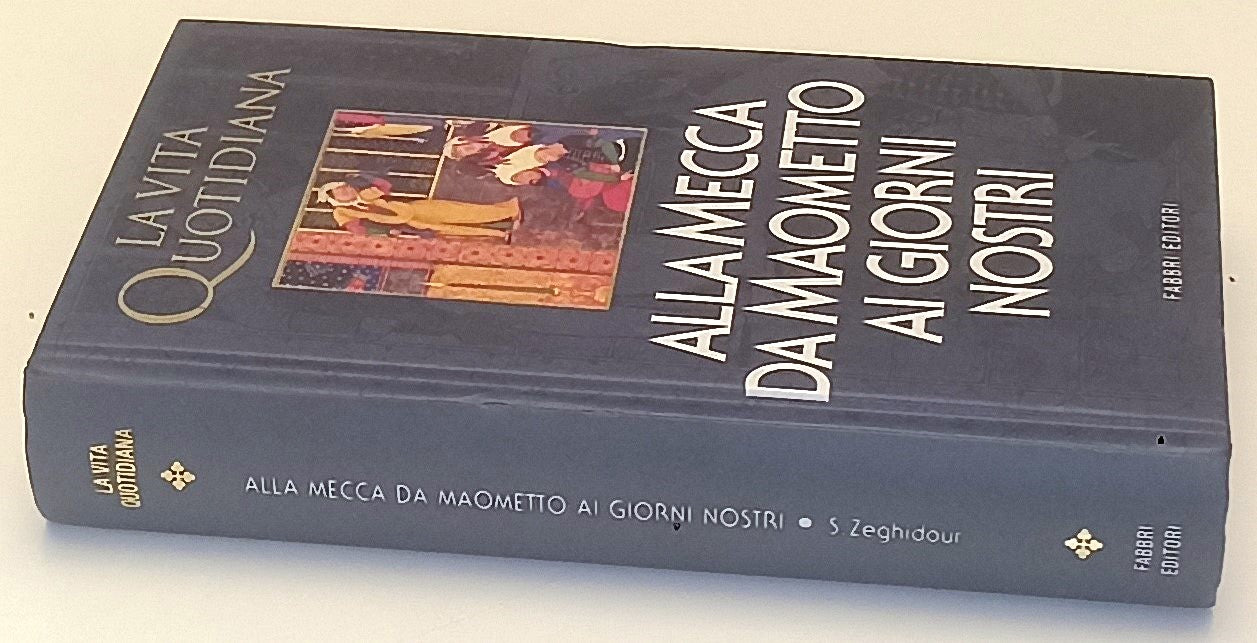 LA VITA
QUOTIDIANA
ALLA MECCA
DA MAOMETTO
AI GIORNI
NOSTRI
FABBRI EDITORI
LA VITA
QUOTIDIANA
ALLA MECCA DA MAOMETTO AI GIORNI NOSTRI • S. Zeghidour
FABBRI
EDITORI